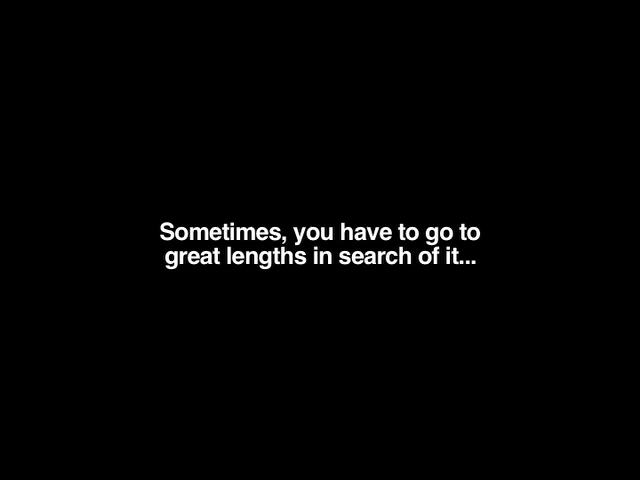 Sometimes, you have to go to
great lengths in search of it...